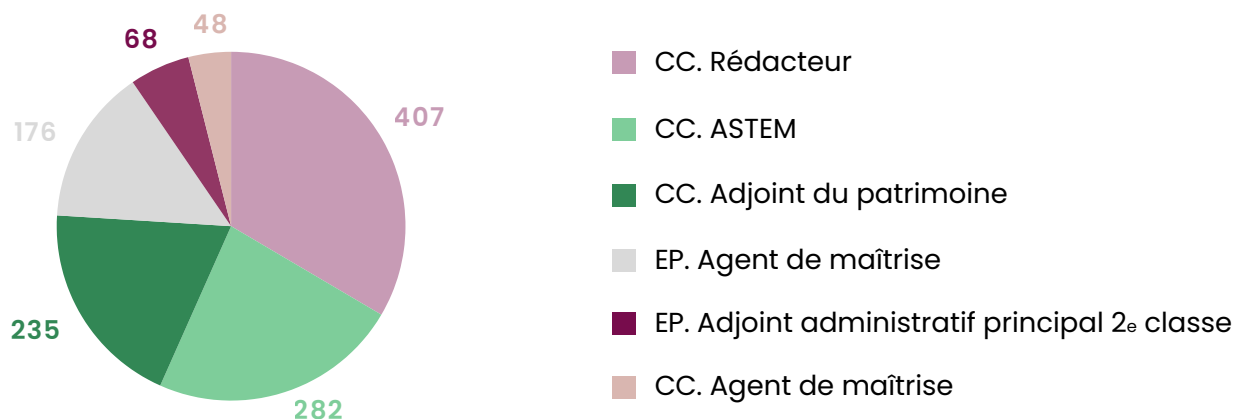 48
68
407
176
235
282
CC. Rédacteur
CC. ASTEM
CC. Adjoint du patrimoine
EP. Agent de maîtrise
EP. Adjoint administratif principal 2e classe
CC. Agent de maîtrise